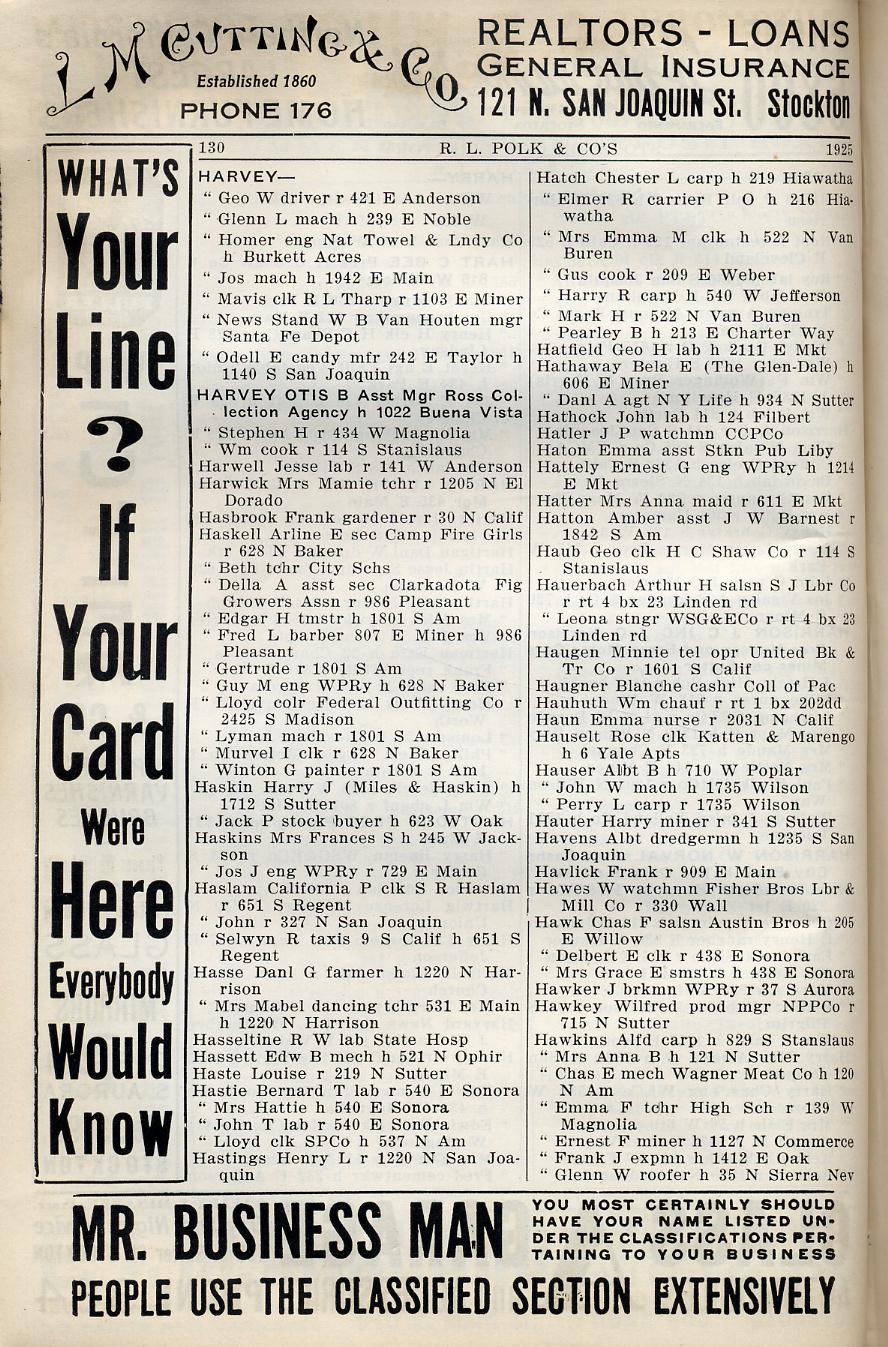 L M CUTTING & CO.
Established 1860
PHONE 176
REALTORS - LOANS
GENERAL INSURANCE
121 N. SAN JOAQUIN St. Stockton
WHAT'S
Your
Line
?
If
Your
Card
Were
Here
Everybody
Would
Know
130 R. L. POLK & CO'S 1925
HARVEY—
“ Geo W driver r 421 E Anderson
“ Glenn L mach h 239 E Noble
“ Homer eng Nat Towel & Lndy Co
h Burkett Acres
“ Jos mach h 1942 E Main
“ Mavis clk R L Tharp r 1103 E Miner
“ News Stand W B Van Houten mgr
Santa Fe Depot
“ Odell E candy mfr 242 E Taylor h
1140 S San Joaquin
HARVEY OTIS B Asst Mgr Ross Col-
lection Agency h 1022 Buena Vista
“ Stephen H r 434 W Magnolia
“ Wm cook r 114 S Stanislaus
Harwell Jesse lab r 141 W Anderson
Harwick Mrs Mamie tchr r 1205 N El
Dorado
Hasbrook Frank gardener r 30 N Calif
Haskell Arline E sec Camp Fire Girls
r 628 N Baker
“ Beth tchr City Schs
“ Della A asst sec Clarkadota Fig
Growers Assn r 986 Pleasant
“ Edgar H tmstr h 1801 S Am
“ Fred L barber 807 E Miner h 986
Pleasant
“ Gertrude r 1801 S Am
“ Guy M eng WPRy h 628 N Baker
“ Lloyd colr Federal Outfitting Co r
2425 S Madison
“ Lyman mach r 1801 S Am
“ Murvel I clk r 628 N Baker
“ Winton G painter r 1801 S Am
Haskin Harry J (Miles & Haskin) h
1712 S Sutter
“ Jack P stock buyer h 623 W Oak
Haskins Mrs Frances S h 245 W Jack-
son
“ Jos J eng WPRy r 729 E Main
Haslam California P clk S R Haslam
r 651 S Regent
“ John r 327 N San Joaquin
“ Selwyn R taxis 9 S Calif h 651 S
Regent
Hasse Danl G farmer h 1220 N Har-
rison
“ Mrs Mabel dancing tchr 531 E Main
h 1220 N Harrison
Hasseltine R W lab State Hosp
Hassett Edw B mech h 521 N Ophir
Haste Louise r 219 N Sutter
Hastie Bernard T lab r 540 E Sonora
“ Mrs Hattie h 540 E Sonora
“ John T lab r 540 E Sonora
“ Lloyd clk SPCo h 537 N Am
Hastings Henry L r 1220 N San Joa-
quin
Hatch Chester L carp h 219 Hiawatha
“ Elmer R carrier P O h 216 Hia-
watha
“ Mrs Emma M clk h 522 N Van
Buren
“ Gus cook r 209 E Weber
“ Harry R carp h 540 W Jefferson
“ Mark H r 522 N Van Buren
“ Pearley B h 213 E Charter Way
Hatfield Geo H lab h 2111 E Mkt
Hathaway Bela E (The Glen-Dale) h
606 E Miner
“ Danl A agt N Y Life h 934 N Sutter
Hathock John lab h 124 Filbert
Hatler J P watchmn CCPCo
Haton Emma asst Stkn Pub Liby
Hattely Ernest G eng WPRy h 1214
E Mkt
Hatter Mrs Anna maid r 611 E Mkt
Hatton Amber asst J W Barnest r
1842 S Am
Haub Geo clk H C Shaw Co r 114 S
Stanislaus
Hauerbach Arthur H salsn S J Lbr Co
r rt 4 bx 23 Linden rd
“ Leona stngr WSG&ECo r rt 4 bx 23
Linden rd
Haugen Minnie tel opr United Bk &
Tr Co r 1601 S Calif
Haugner Blanche cashr Coll of Pac
Hauhuth Wm chauf r rt 1 bx 202dd
Haun Emma nurse r 2031 N Calif
Hauselt Rose clk Katten & Marengo
h 6 Yale Apts
Hauser Albt B h 710 W Poplar
“ John W mach h 1735 Wilson
“ Perry L carp r 1735 Wilson
Hauter Harry miner r 341 S Sutter
Havens Albt dredgermn h 1235 S San
Joaquin
Havlick Frank r 909 E Main
Hawes W watchmn Fisher Bros Lbr &
Mill Co r 330 Wall
Hawk Chas F salsn Austin Bros h 205
E Willow
“ Delbert E clk r 438 E Sonora
“ Mrs Grace E smstrs h 438 E Sonora
Hawker J brkmn WPRy r 37 S Aurora
Hawkey Wilfred prod mgr NPPCo r
715 N Sutter
Hawkins Alfd carp h 829 S Stanslaus
“ Mrs Anna B h 121 N Sutter
“ Chas E mech Wagner Meat Co h 120
N Am
“ Emma F tchr High Sch r 139 W
Magnolia
“ Ernest F miner h 1127 N Commerce
“ Frank J expmn h 1412 E Oak
“ Glenn W roofer h 35 N Sierra Nev
MR. BUSINESS MAN
YOU MOST CERTAINLY SHOULD
HAVE YOUR NAME LISTED UN-
DER THE CLASSIFICATIONS PER-
TAINING TO YOUR BUSINESS
PEOPLE USE THE CLASSIFIED SECTION EXTENSIVELY